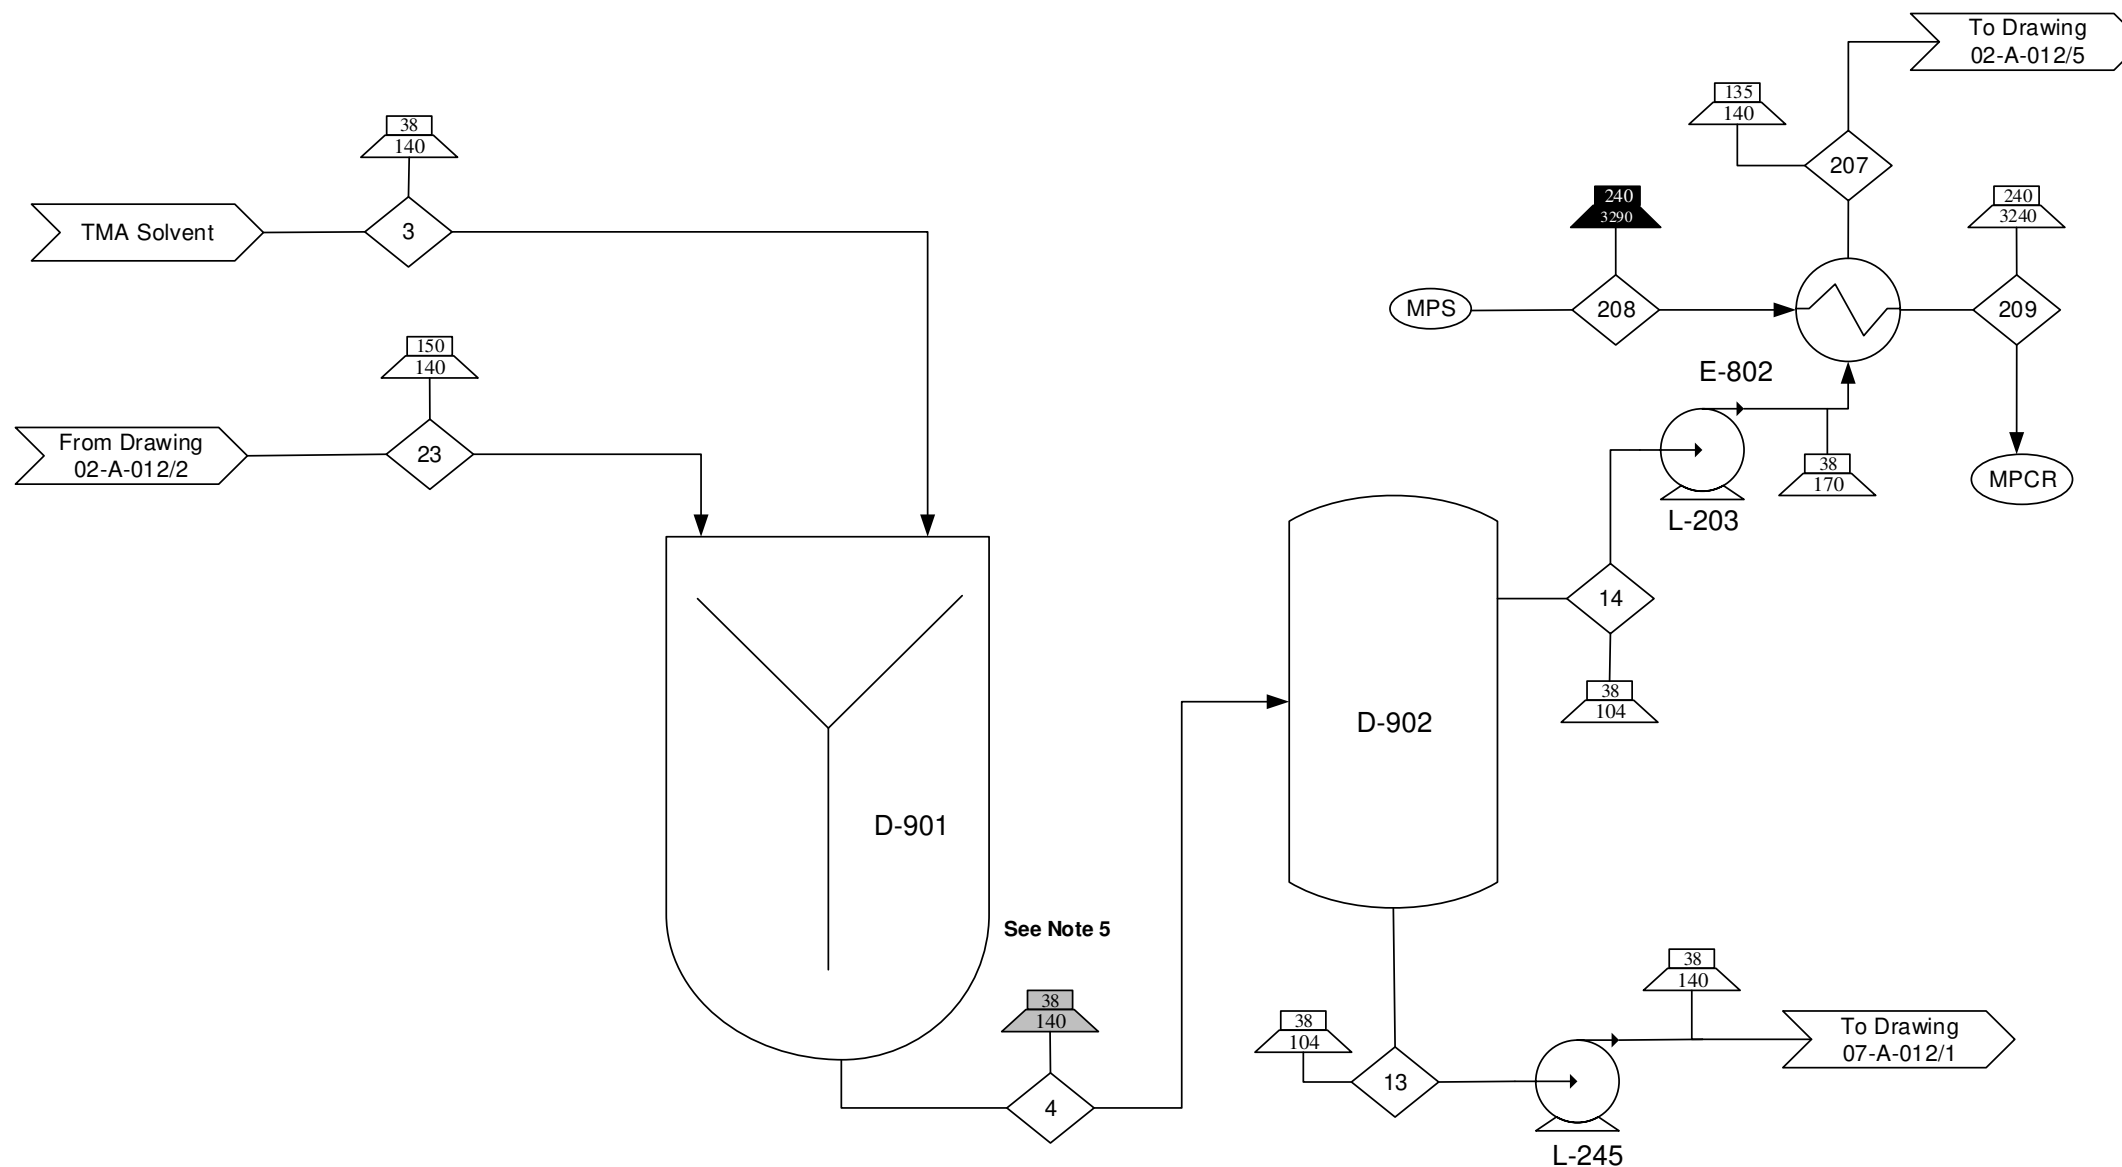 To Drawing
02-A-012/5
135
140
38
140
207
240
3290
240
3240
TMA Solvent
3
MPS
208
209
150
140
E-802
From Drawing
02-A-012/2
23
38
170
MPCR
L-203
14
38
104
D-902
D-901
See Note 5
38
140
38
140
38
104
To Drawing
07-A-012/1
13
4
L-245